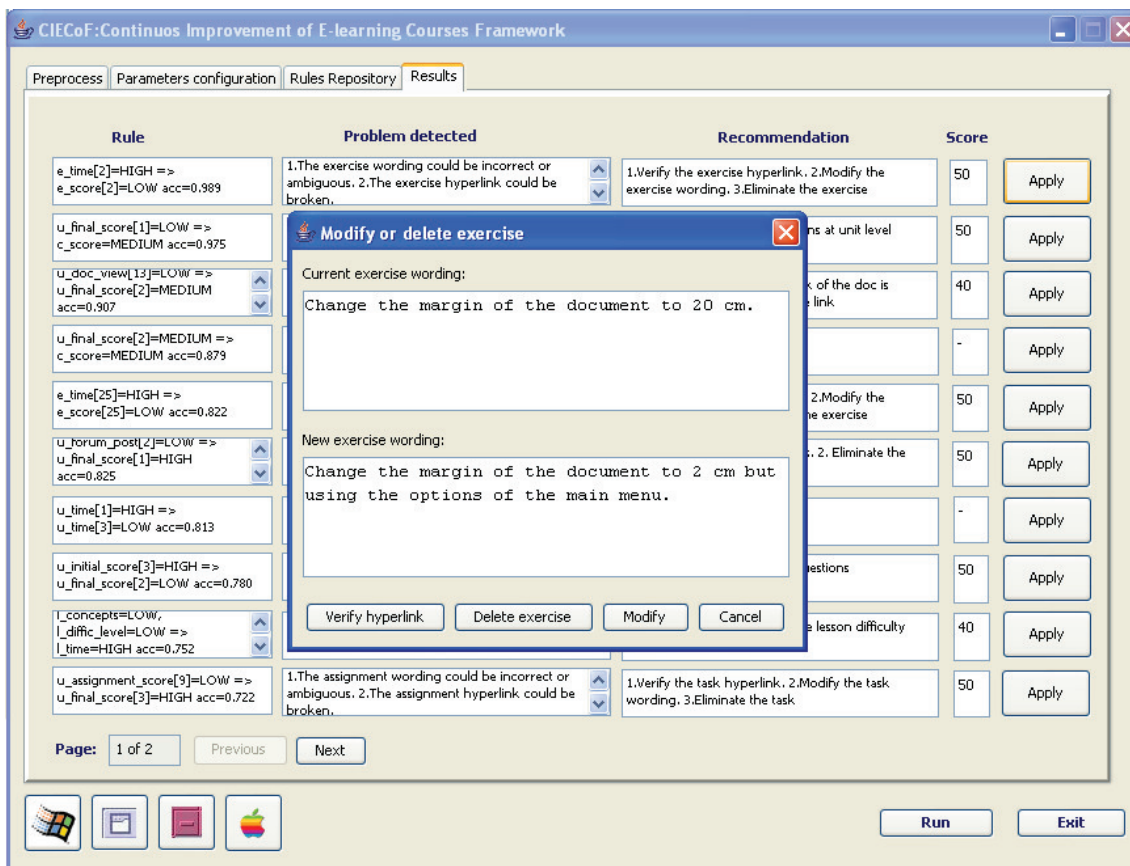 CIECoF:Continuos Improvement of E-learning Courses Framework
Preprocess Parameters configuration Rules Repository Results
Rule Problem detected Recommendation Score
e_time[2]=HIGH =>
e_score[2]=LOW acc=0.989
1.The exercise wording could be incorrect or
ambiguous. 2.The exercise hyperlink could be
broken.
1.Verify the exercise hyperlink. 2.Modify the
exercise wording. 3.Eliminate the exercise
50
Apply
u_final_score[1]=LOW =>
c_score=MEDIUM acc=0.975
at unit level
50
Apply
u_doc_view[13]=LOW =>
u_final_score[2]=MEDIUM
acc=0.907
of the doc is
link
40
Apply
u_final_score[2]=MEDIUM =>
c_score=MEDIUM acc=0.879
-
Apply
e_time[25]=HIGH =>
e_score[25]=LOW acc=0.822
2.Modify the
exercise
50
Apply
u_forum_post[2]=LOW =>
u_final_score[1]=HIGH
acc=0.825
2. Eliminate the
50
Apply
u_time[1]=HIGH =>
u_time[3]=LOW acc=0.813
-
Apply
u_initial_score[3]=HIGH =>
u_final_score[2]=LOW acc=0.780
50
Apply
l_concepts=LOW,
l_diffic_level=LOW =>
l_time=HIGH acc=0.752
lesson difficulty
40
Apply
u_assignment_score[9]=LOW =>
u_final_score[3]=HIGH acc=0.722
1.The assignment wording could be incorrect or
ambiguous. 2.The assignment hyperlink could be
broken.
1.Verify the task hyperlink. 2.Modify the task
wording. 3.Eliminate the task
50
Apply
Modify or delete exercise
Current exercise wording:
Change the margin of the document to 20 cm.
New exercise wording:
Change the margin of the document to 2 cm but
using the options of the main menu.
Verify hyperlink Delete exercise Modify Cancel
Page: 1 of 2 Previous Next
Run Exit